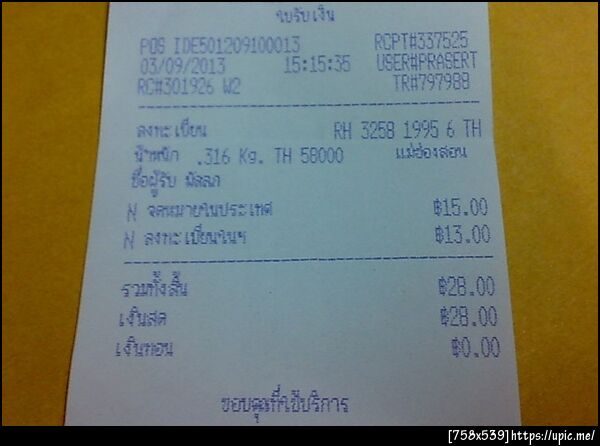 ใบรับเงิน
POS IDE501209100013 RCPT#337525
03/09/2013 15:15:35 USER#PRASERT
RC#301926 W2 TR#797988
ลงทะเบียน RH 3258 1995 6 TH
น้ำหนัก .316 Kg. TH 58000 แม่ฮ่องสอน
ชื่อผู้รับ มัลลภา
N จดหมายในประเทศ ฿15.00
N ลงทะเบียนในฯ ฿13.00
รวมทั้งสิ้น ฿28.00
เงินสด ฿28.00
เงินทอน ฿0.00
ขอบคุณที่ใช้บริการ
[758x539]https://upic.me/